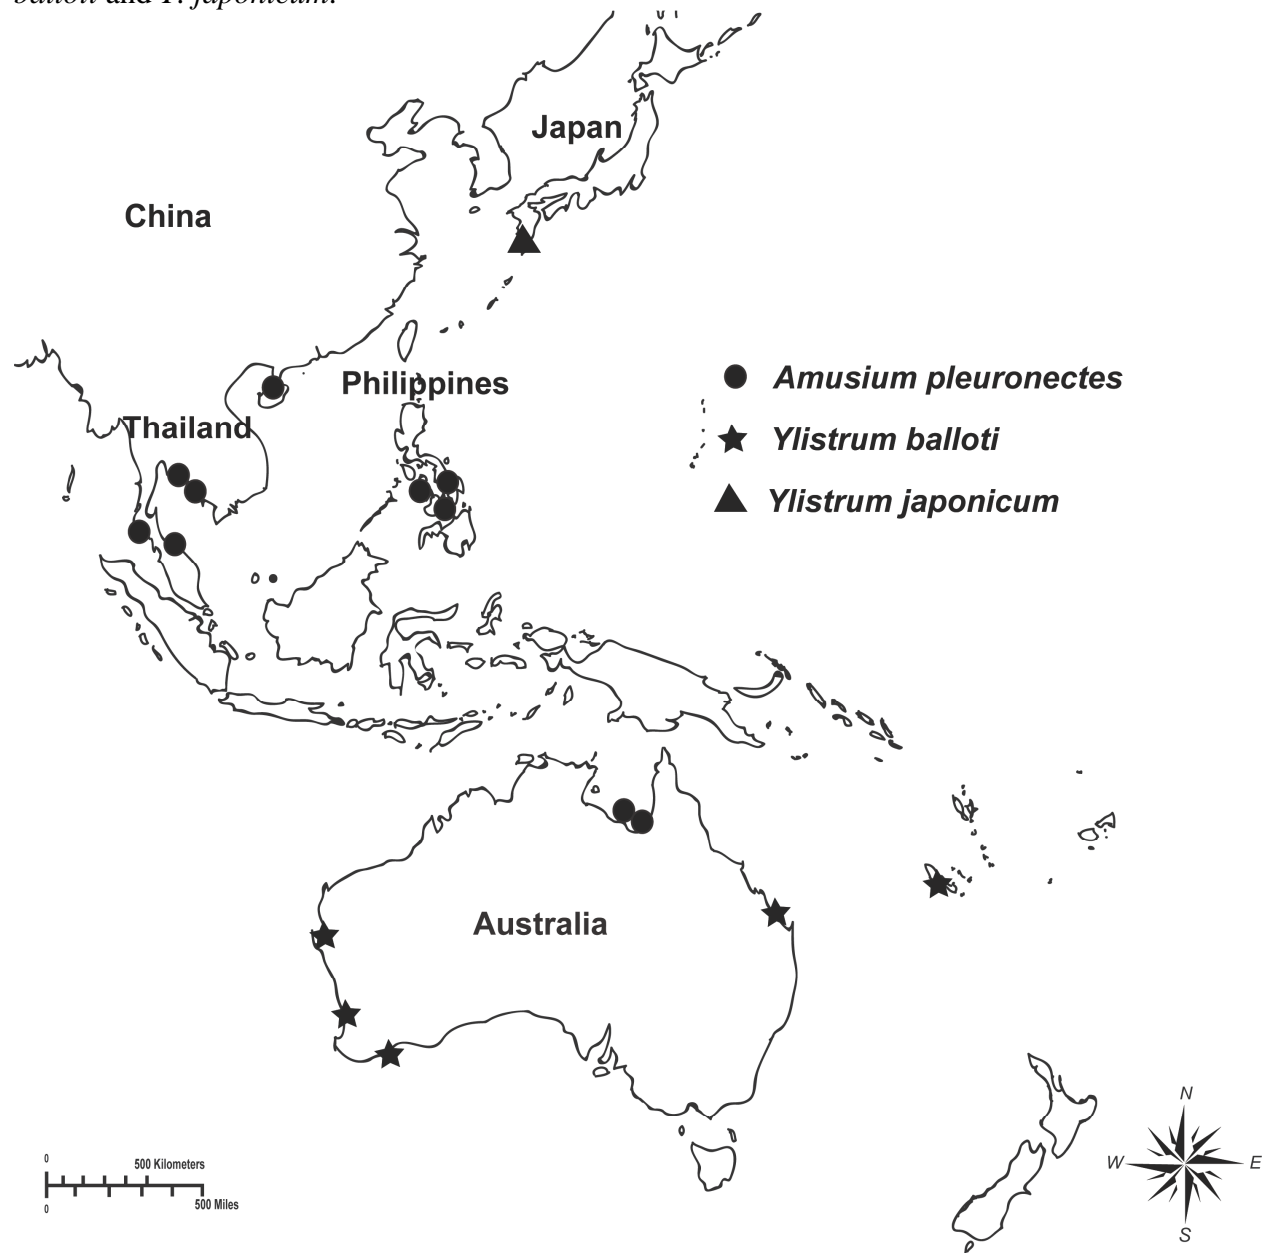 balloti and Y. japonicum.
Japan
China
Philippines
Amusium pleuronectes
Thailand
Ylistrum balloti
Ylistrum japonicum
Australia
N
W
E
S
0
500 Kilometers
0
500 Miles